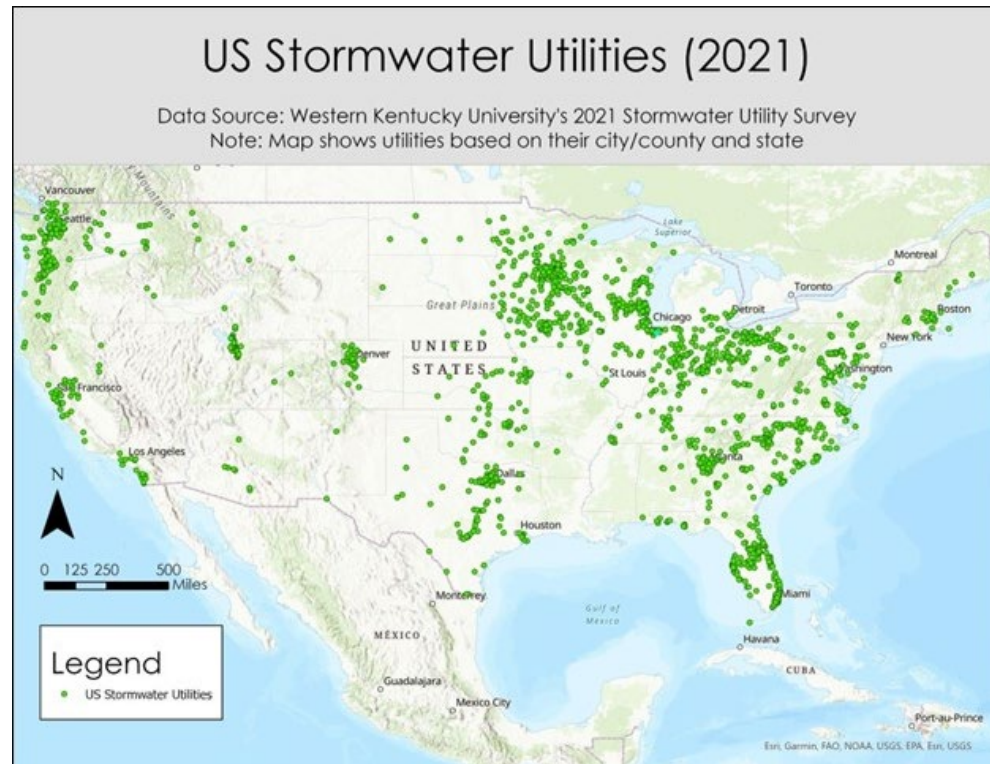 US Stormwater Utilities (2021)
Data Source: Western Kentucky University's 2021 Stormwater Utility Survey
Note: Map shows utilities based on their city/county and state
Vancouver
Mountains
Seattle
Lake
Superior
Montreal
Toronto
Boston
Detroit
Chicago
Great Plains
New York
UNITED
STATES
Denver
St Louis
Washington
San Francisco
Los Angeles
Atlanta
Dallas
N
Houston
0 125 250 500
Miles
Monterrey
Miami
Gulf of
Mexico
MÉXICO
Havana
CUBA
Legend
US Stormwater Utilities
Guadalajara
Mexico City
Port-au-Prince
Esri, Garmin, FAO, NOAA, USGS, EPA, Esri, USGS